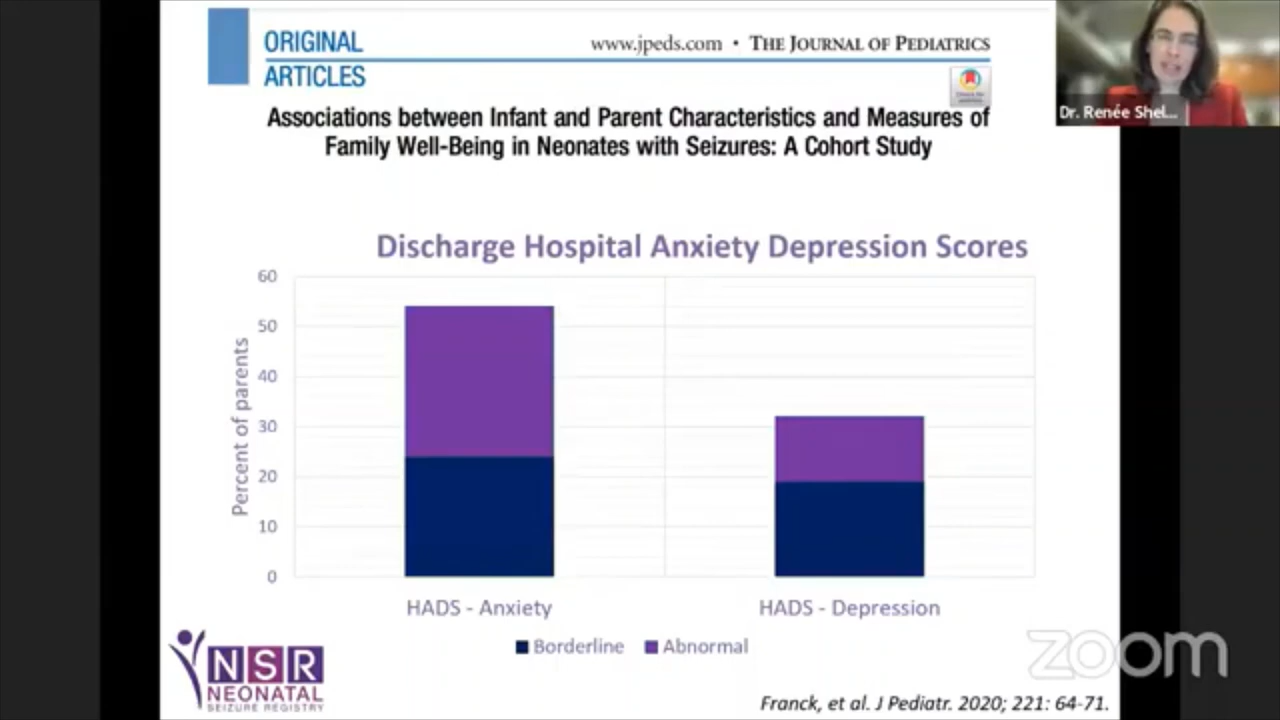 ORIGINAL
ARTICLES
www.jpeds.com • THE JOURNAL OF PEDIATRICS
Associations between Infant and Parent Characteristics and Measures of
Family Well-Being in Neonates with Seizures: A Cohort Study
Dr. Renée Shel...
Discharge Hospital Anxiety Depression Scores
Percent of parents
60
50
40
30
20
10
0
HADS - Anxiety
HADS - Depression
Borderline
Abnormal
NSR
NEONATAL
SEIZURE REGISTRY
zoom
Franck, et al. J Pediatr. 2020; 221: 64-71.